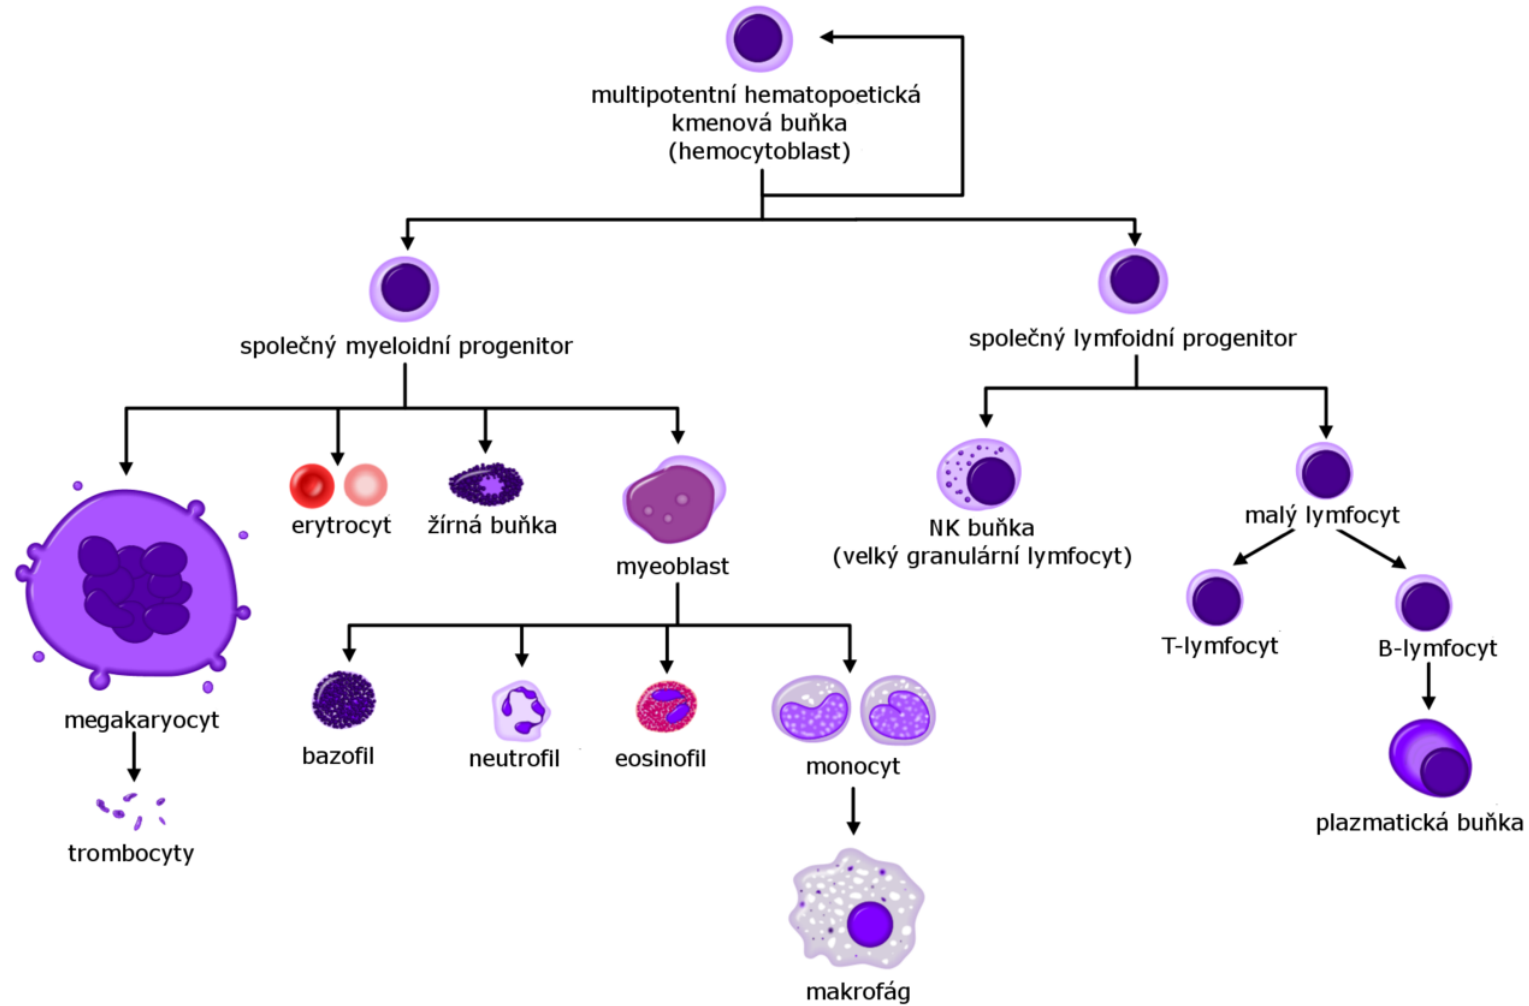 multipotentní hematopoetická
kmenová buňka
(hemocytoblast)
společný myeloidní progenitor
společný lymfoidní progenitor
erytrocyt
žírná buňka
myeoblast
NK buňka
(velký granulární lymfocyt)
malý lymfocyt
T-lymfocyt
B-lymfocyt
megakaryocyt
bazofil
neutrofil
eosinofil
monocyt
plazmatická buňka
trombocyty
makrofág